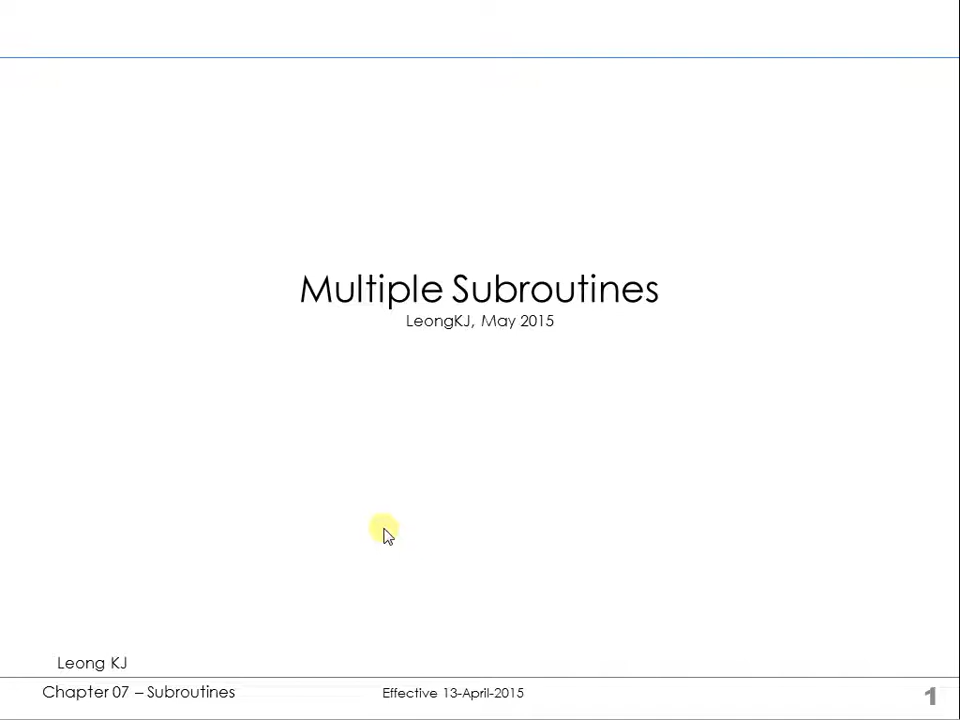 Multiple Subroutines
LeongKJ, May 2015
Leong KJ
Chapter 07 – Subroutines
Effective 13-April-2015
1